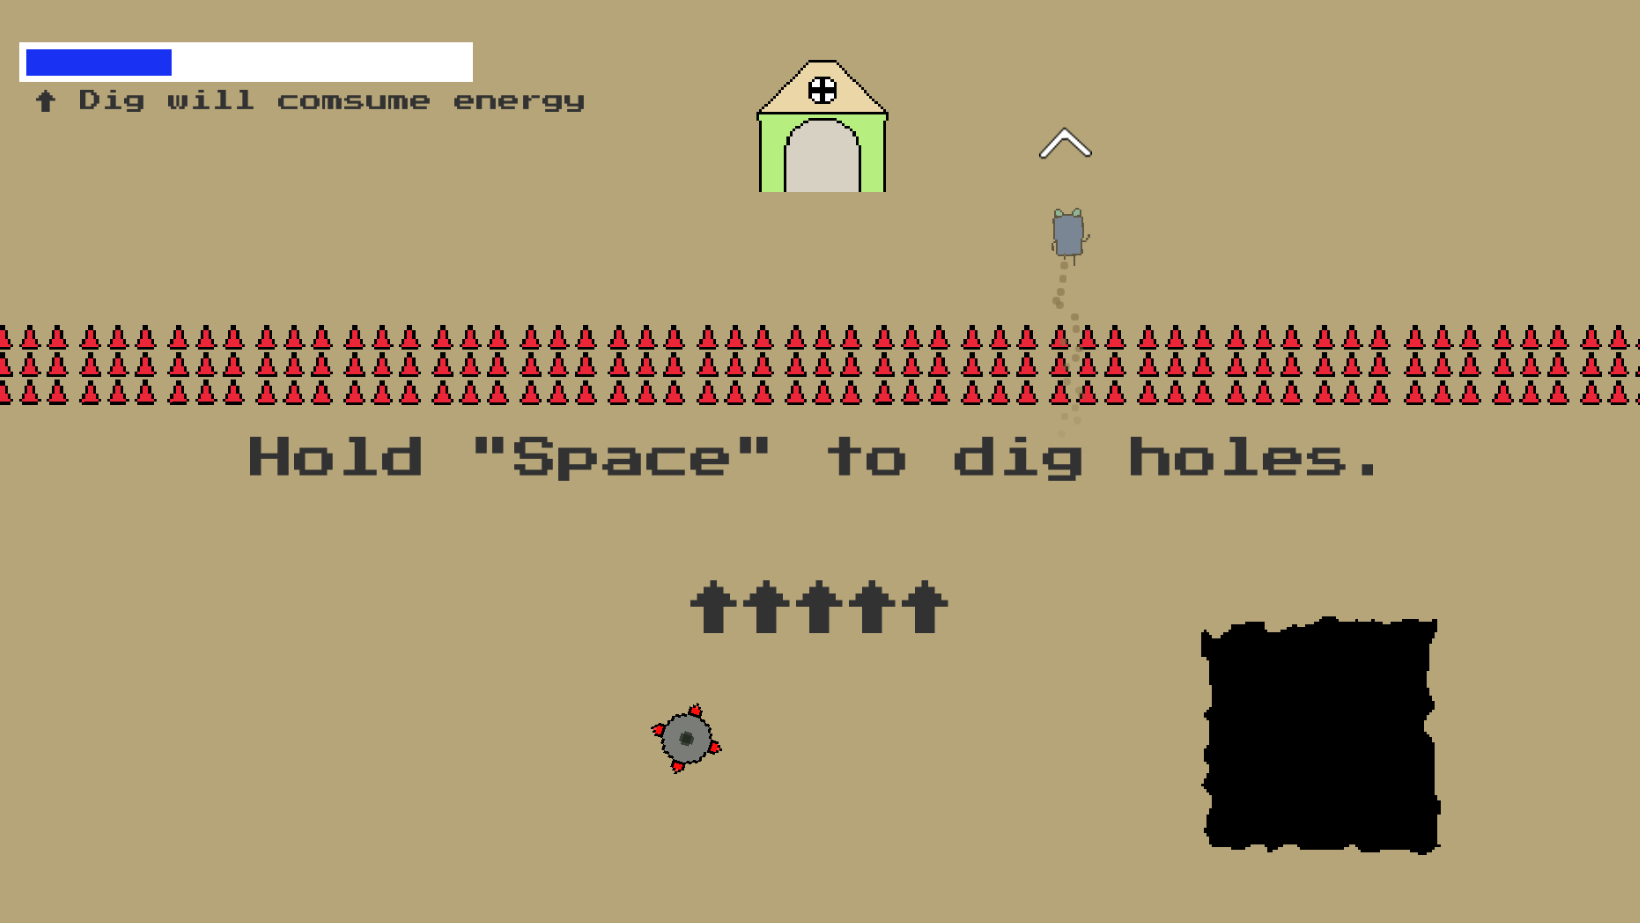 ↑ Dig will comsume energy
Hold "Space" to dig holes.
↑↑↑↑↑